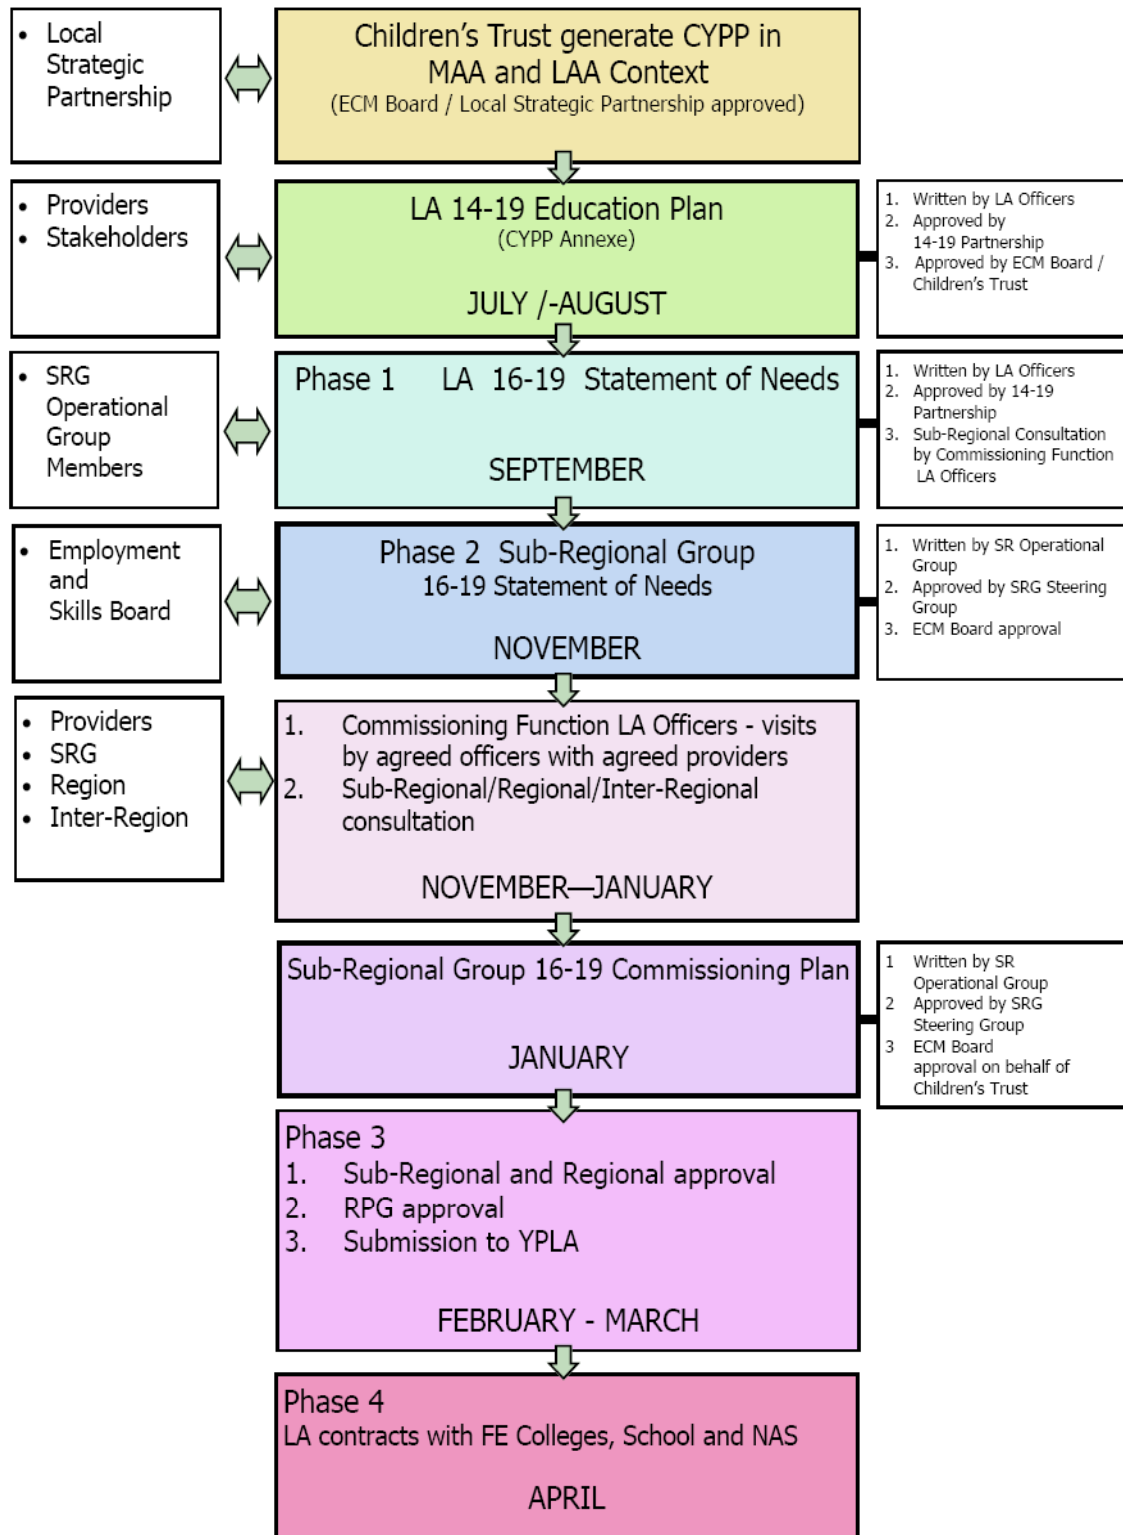 • Local
Strategic
Partnership
Children's Trust generate CYPP in
MAA and LAA Context
(ECM Board / Local Strategic Partnership approved)
• Providers
• Stakeholders
LA 14-19 Education Plan
(CYPP Annexe)
JULY /-AUGUST
1. Written by LA Officers
2. Approved by
14-19 Partnership
3. Approved by ECM Board /
Children's Trust
• SRG
Operational
Group
Members
Phase 1 LA 16-19 Statement of Needs
SEPTEMBER
1. Written by LA Officers
2. Approved by 14-19
Partnership
3. Sub-Regional Consultation
by Commissioning Function
LA Officers
• Employment
and
Skills Board
Phase 2 Sub-Regional Group
16-19 Statement of Needs
NOVEMBER
1. Written by SR Operational
Group
2. Approved by SRG Steering
Group
3. ECM Board approval
• Providers
• SRG
• Region
• Inter-Region
1. Commissioning Function LA Officers - visits
by agreed officers with agreed providers
2. Sub-Regional/Regional/Inter-Regional
consultation
NOVEMBER—JANUARY
Sub-Regional Group 16-19 Commissioning Plan
JANUARY
1 Written by SR
Operational Group
2 Approved by SRG
Steering Group
3 ECM Board
approval on behalf of
Children's Trust
Phase 3
1. Sub-Regional and Regional approval
2. RPG approval
3. Submission to YPLA
FEBRUARY - MARCH
Phase 4
LA contracts with FE Colleges, School and NAS
APRIL